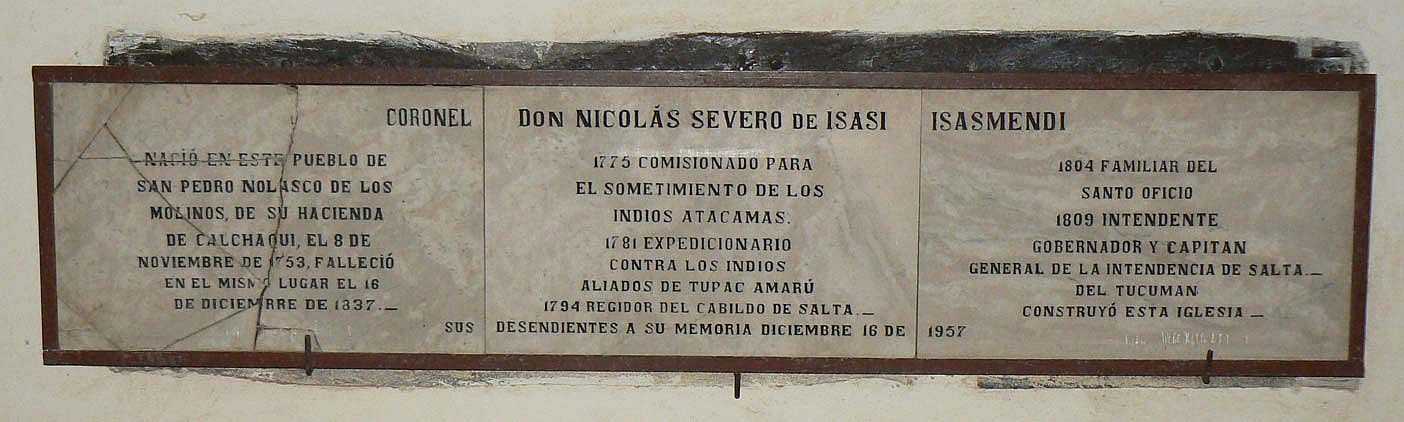 CORONEL DON NICOLÁS SEVERO DE ISASI ISASMENDI
NACIÓ EN ESTE PUEBLO DE
SAN PEDRO NOLASCO DE LOS
MOLINOS, DE SU HACIENDA
DE CALCHAQUI, EL 8 DE
NOVIEMBRE DE 1753, FALLECIÓ
EN EL MISMO LUGAR EL 16
DE DICIEMBRE DE 1837._
1775 COMISIONADO PARA
EL SOMETIMIENTO DE LOS
INDIOS ATACAMAS.
1781 EXPEDICIONARIO
CONTRA LOS INDIOS
ALIADOS DE TUPAC AMARÚ
1794 REGIDOR DEL CABILDO DE SALTA._
1804 FAMILIAR DEL
SANTO OFICIO
1809 INTENDENTE
GOBERNADOR Y CAPITAN
GENERAL DE LA INTENDENCIA DE SALTA._
DEL TUCUMAN
CONSTRUYÓ ESTA IGLESIA_
SUS DESENDIENTES A SU MEMORIA DICIEMBRE 16 DE 1957